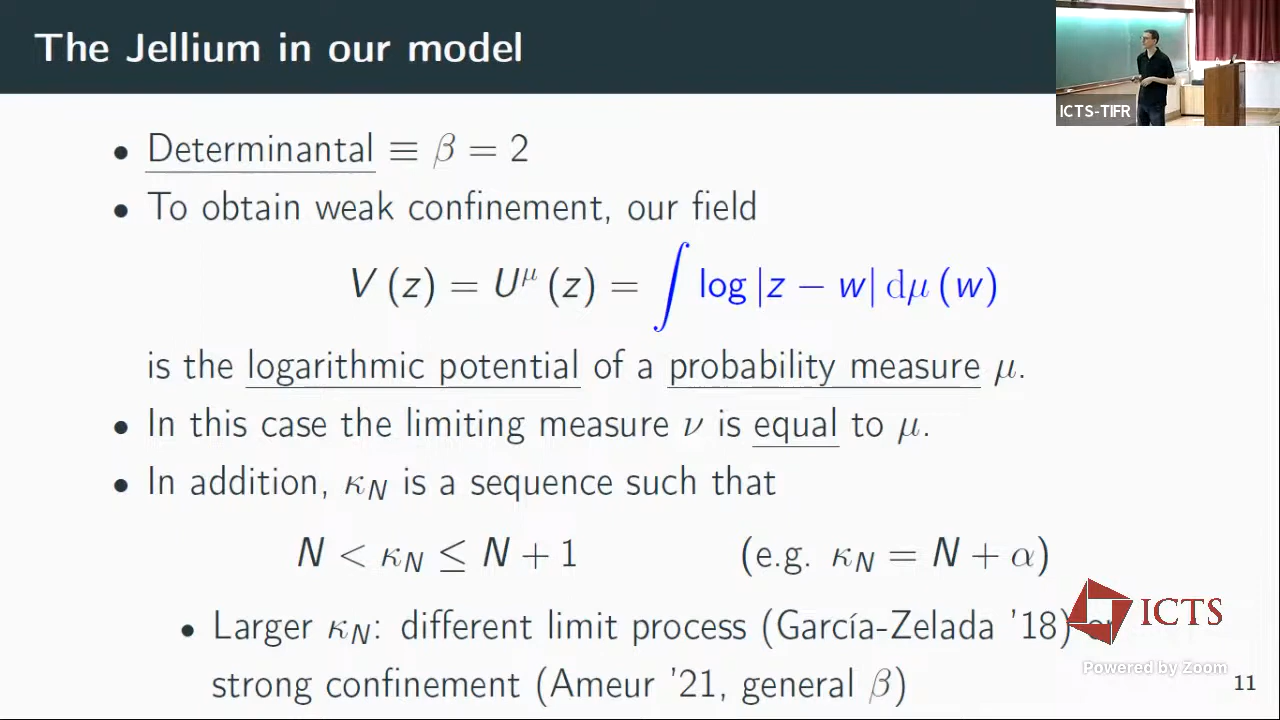 The Jellium in our model
ICTS-TIFR
• Determinantal ≡ β = 2
• To obtain weak confinement, our field
V (z) = U^μ (z) = ∫ log |z − w| dμ (w)
is the logarithmic potential of a probability measure μ.
• In this case the limiting measure ν is equal to μ.
• In addition, κ_N is a sequence such that
N < κ_N ≤ N + 1 (e.g. κ_N = N + α)
• Larger κ_N: different limit process (García-Zelada '18)
strong confinement (Ameur '21, general β)
ICTS
Powered by Zoom
11